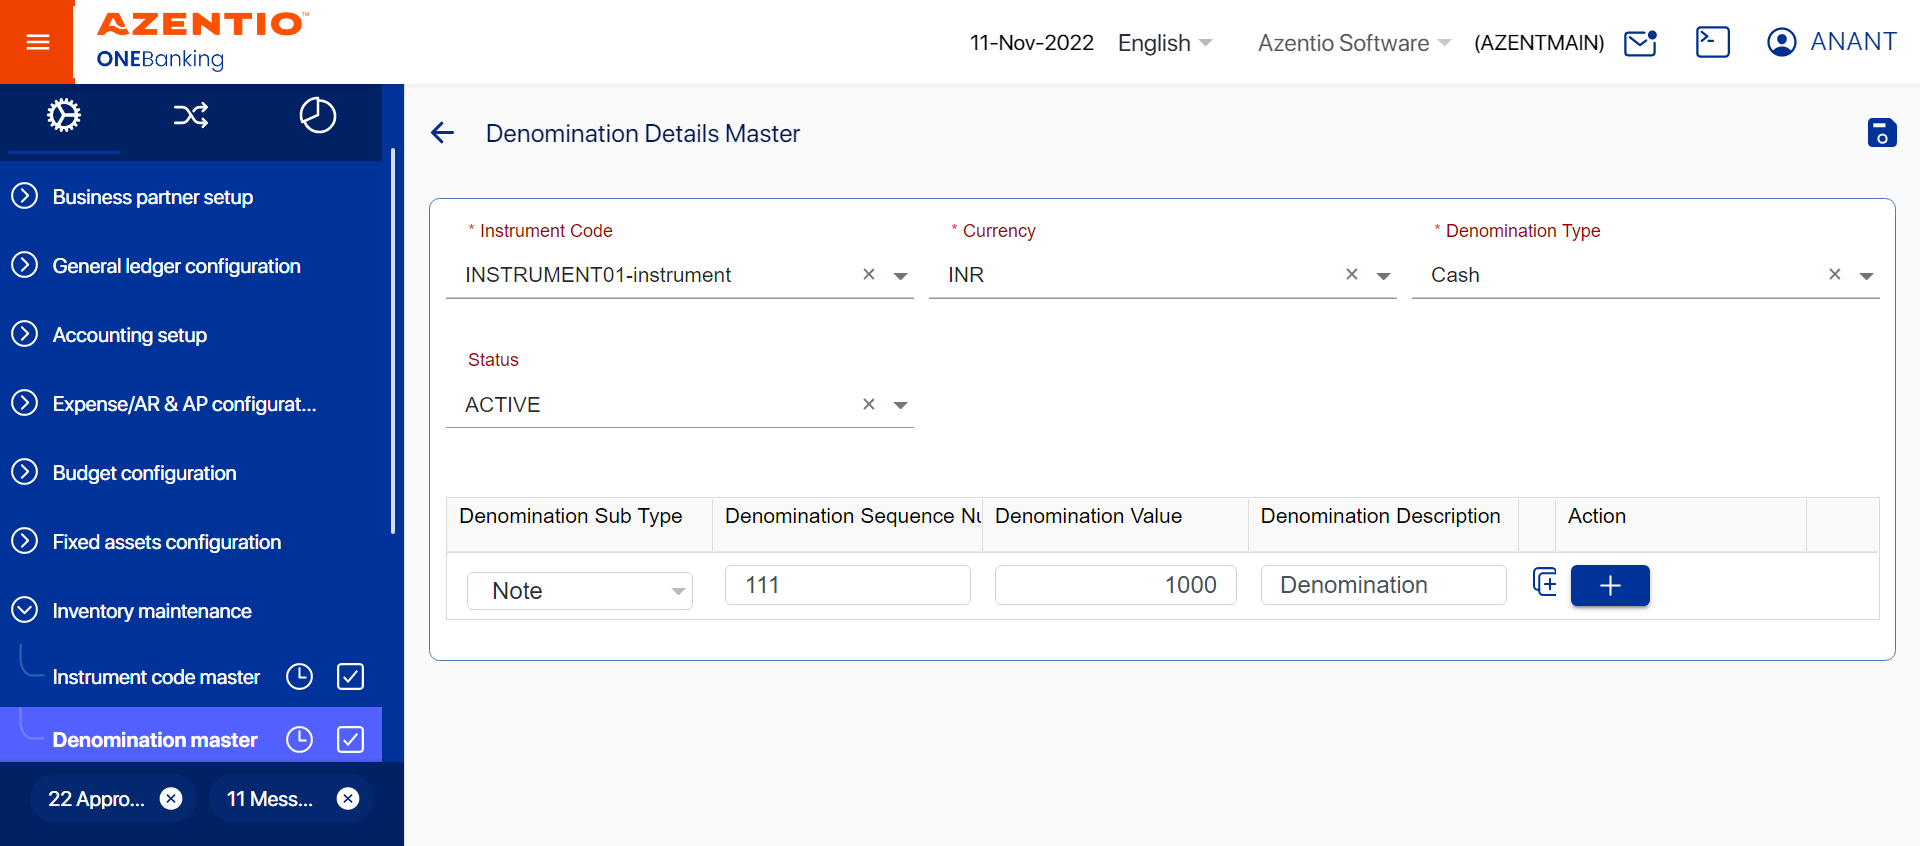 AZENTIO™
ONEBanking
11-Nov-2022 English Azentio Software (AZENTMAIN) ANANT
Business partner setup
General ledger configuration
Accounting setup
Expense/AR & AP configurat...
Budget configuration
Fixed assets configuration
Inventory maintenance
Instrument code master
Denomination master
22 Appro...
11 Mess...
Denomination Details Master
* Instrument Code
INSTRUMENT01-instrument
* Currency
INR
* Denomination Type
Cash
Status
ACTIVE
Denomination Sub Type Denomination Sequence Nu Denomination Value Denomination Description Action
Note 111 1000 Denomination